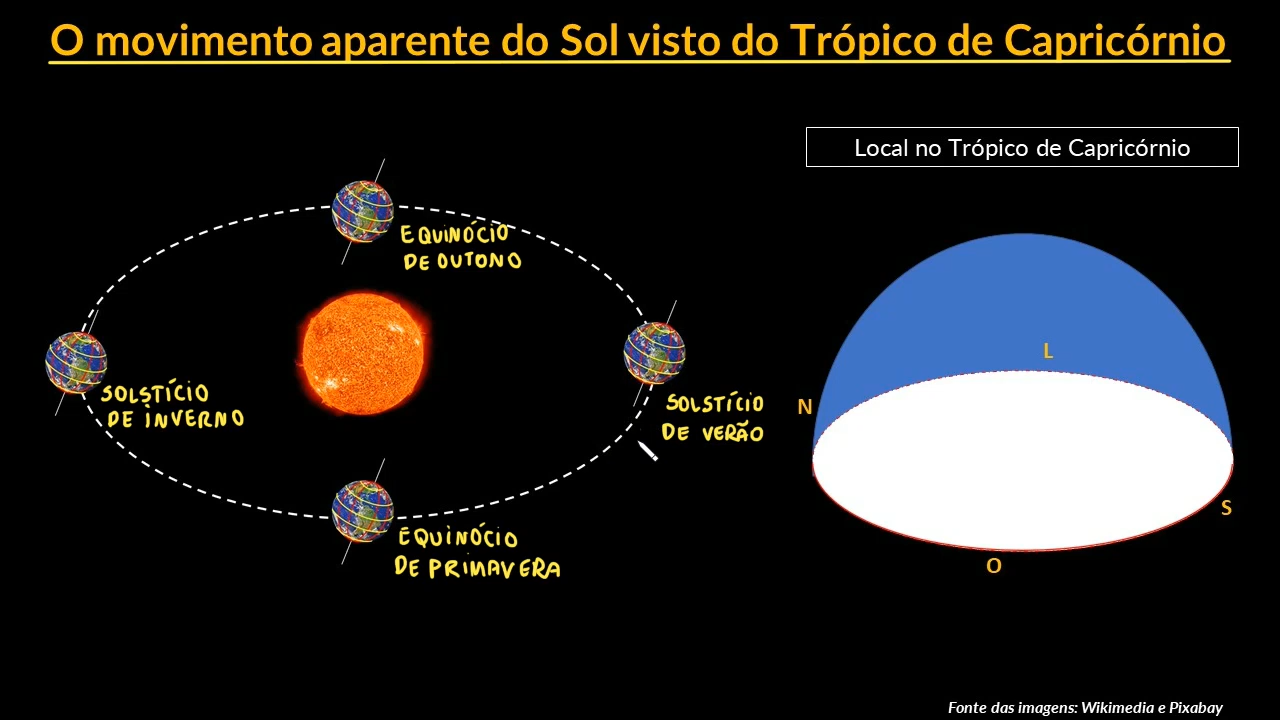 O movimento aparente do Sol visto do Trópico de Capricórnio
Local no Trópico de Capricórnio
EQUINÓCIO
DE OUTONO
SOLSTÍCIO
DE INVERNO
SOLSTÍCIO
DE VERÃO
EQUINÓCIO
DE PRIMAVERA
L
N
S
O
Fonte das imagens: Wikimedia e Pixabay